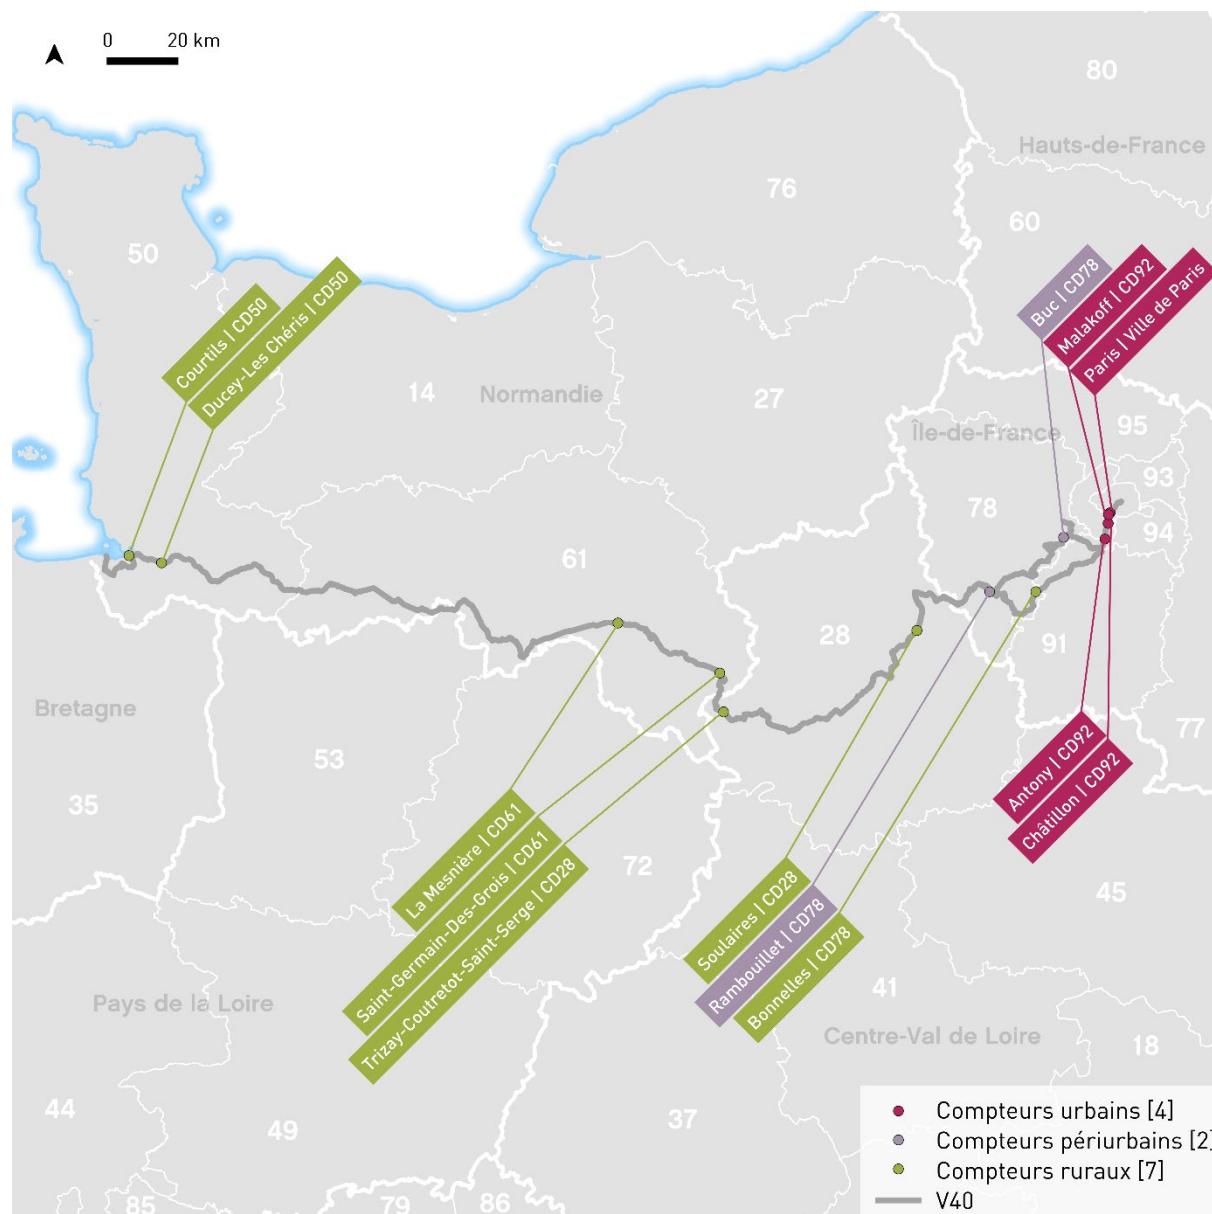 0 20 km
80
Hauts-de-France
76
60
50
Courtils | CD50
Ducey-Les Chéris | CD50
Buc | CD78
Malakoff | CD92
Paris | Ville de Paris
14
Normandie
27
Île-de-France
95
93
78
94
61
28
91
Bretagne
77
53
35
Antony | CD92
Châtillon | CD92
La Mesnière | CD61
Saint-Germain-Des-Grois | CD61
Trizay-Coutretot-Saint-Serge | CD28
72
Soulaires | CD28
Rambouillet | CD78
Bonnelles | CD78
45
41
Pays de la Loire
Centre-Val de Loire
18
44
49
37
85
79
86
Compteurs urbains [4]
Compteurs périurbains [2]
Compteurs ruraux [7]
V40